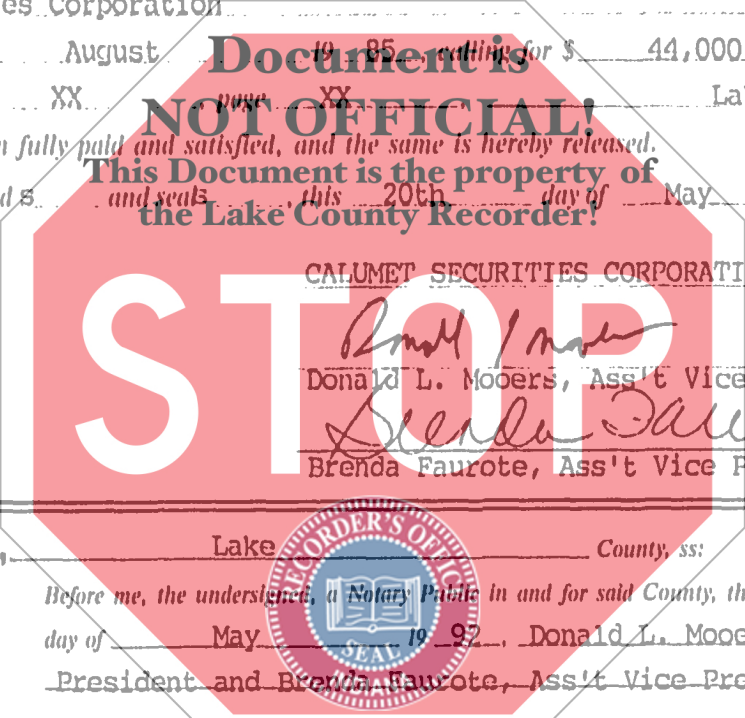 es Corporation
August 19 85, calling for $ 44,000
XX , page XX La
Document is
NOT OFFICIAL!
This Document is the property of
the Lake County Recorder!
n fully paid and satisfied, and the same is hereby released.
d s and seals , this 20th day of May
CALUMET SECURITIES CORPORATI
Donald L. Mooers, Ass't Vice
Brenda Fau
Brenda Faurote, Ass't Vice P
STOP
Lake County, ss:
RECORDER'S OFFIC
SEAL
INDIANA
Before me, the undersigned, a Notary Public in and for said County, th
day of May 19 92, Donald L. Mooe
President and Brenda Faurote, Ass't Vice Pre